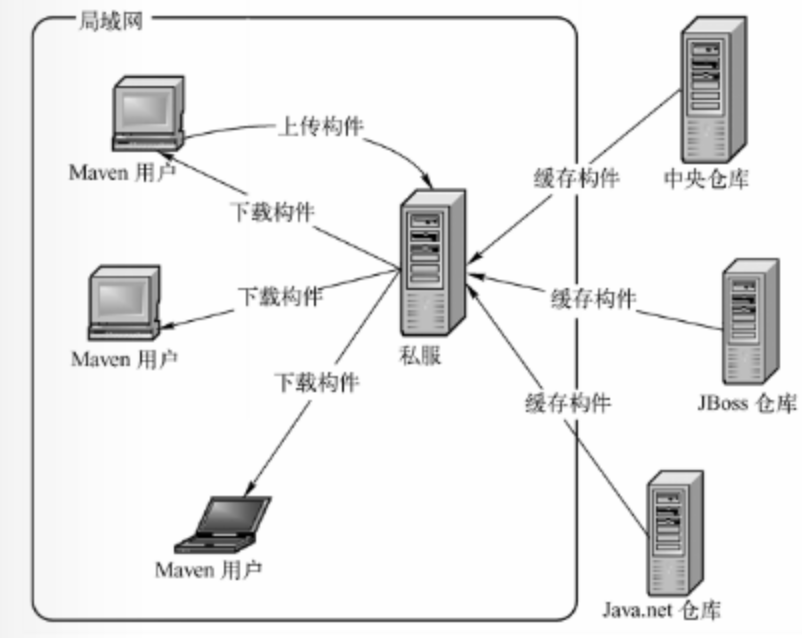 局域网
上传构件
Maven 用户
缓存构件
中央仓库
下载构件
下载构件
缓存构件
Maven 用户
私服
下载构件
缓存构件
JBoss 仓库
Maven 用户
Java.net 仓库